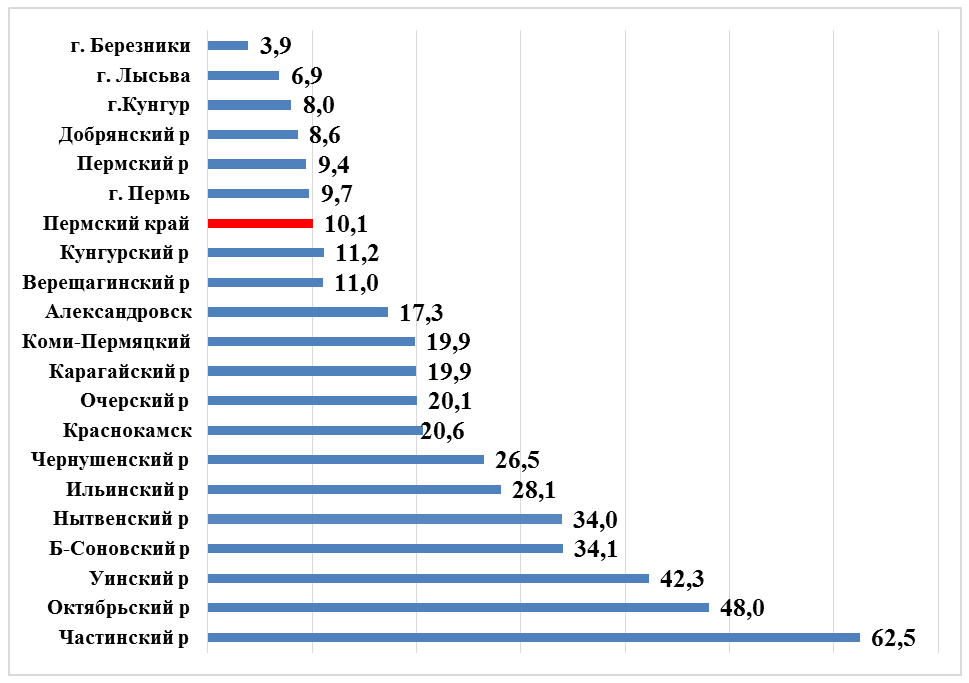 г. Березники 3,9
г. Лысьва 6,9
г.Кунгур 8,0
Добрянский р 8,6
Пермский р 9,4
г. Пермь 9,7
Пермский край 10,1
Кунгурский р 11,2
Верещагинский р 11,0
Александровск 17,3
Коми-Пермяцкий 19,9
Карагайский р 19,9
Очерский р 20,1
Краснокамск 20,6
Чернушенский р 26,5
Ильинский р 28,1
Нытвенский р 34,0
Б-Соновский р 34,1
Уинский р 42,3
Октябрьский р 48,0
Частинский р 62,5